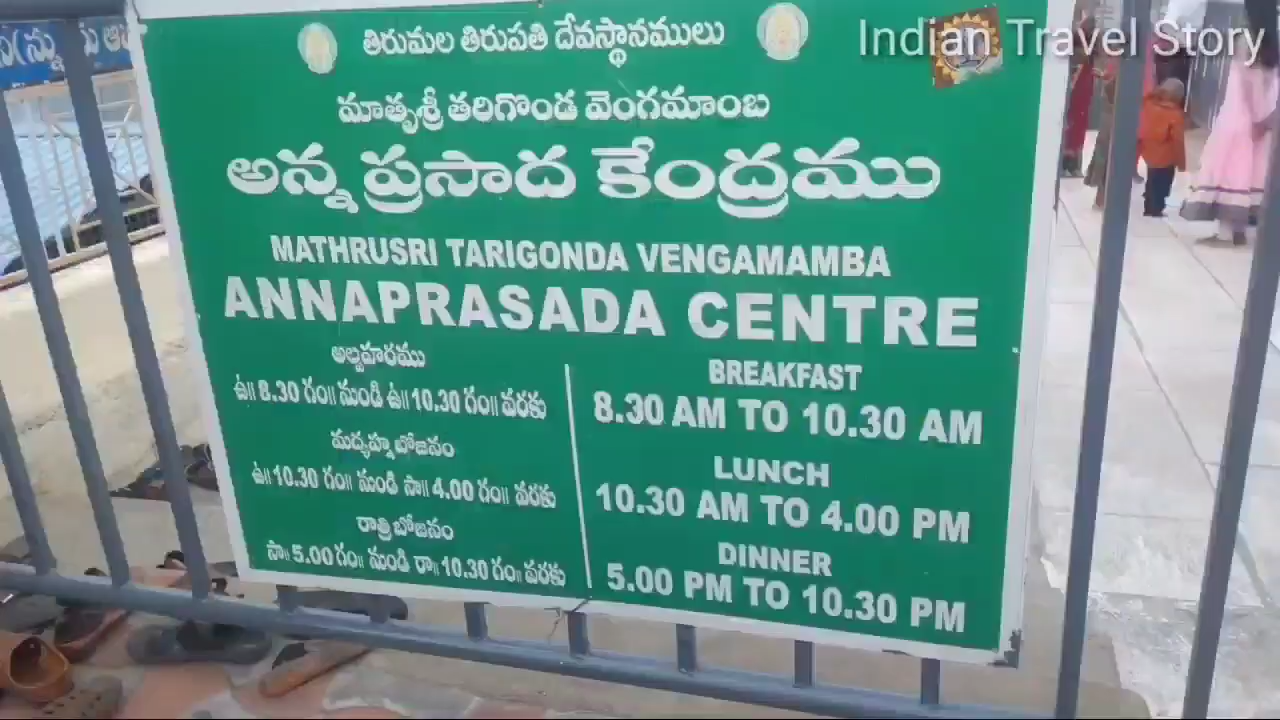 Indian Travel Story
తిరుమల తిరుపతి దేవస్థానములు
మాతృశ్రీ తరిగొండ వెంగమాంబ
అన్నప్రసాద కేంద్రము
MATHRUSRI TARIGONDA VENGAMAMBA
ANNAPRASADA CENTRE
అల్పహారము
ఉ॥ 8.30 గం॥ నుండి ఉ॥ 10.30 గం॥ వరకు
మధ్యహ్న భోజనం
ఉ॥ 10.30 గం॥ నుండి సా॥ 4.00 గం॥ వరకు
రాత్రి భోజనం
సా॥ 5.00 గం॥ నుండి రా॥ 10.30 గం॥ వరకు
BREAKFAST
8.30 AM TO 10.30 AM
LUNCH
10.30 AM TO 4.00 PM
DINNER
5.00 PM TO 10.30 PM